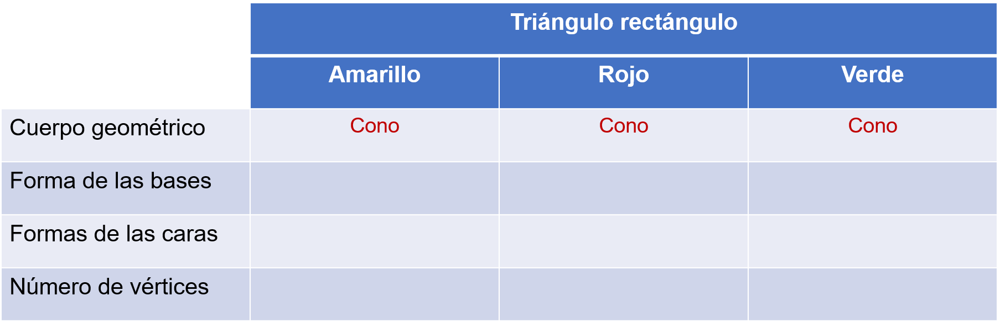 Triángulo rectángulo
Amarillo Rojo Verde
Cuerpo geométrico Cono Cono Cono
Forma de las bases
Formas de las caras
Número de vértices